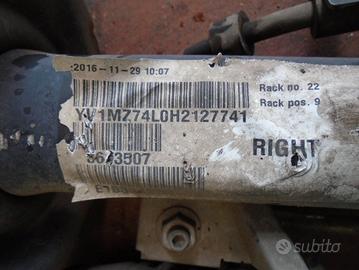 2016-11-29 10:07
Rack no. 22
Rack pos. 9
YV1MZ74L0H2127741
RIGHT
subito